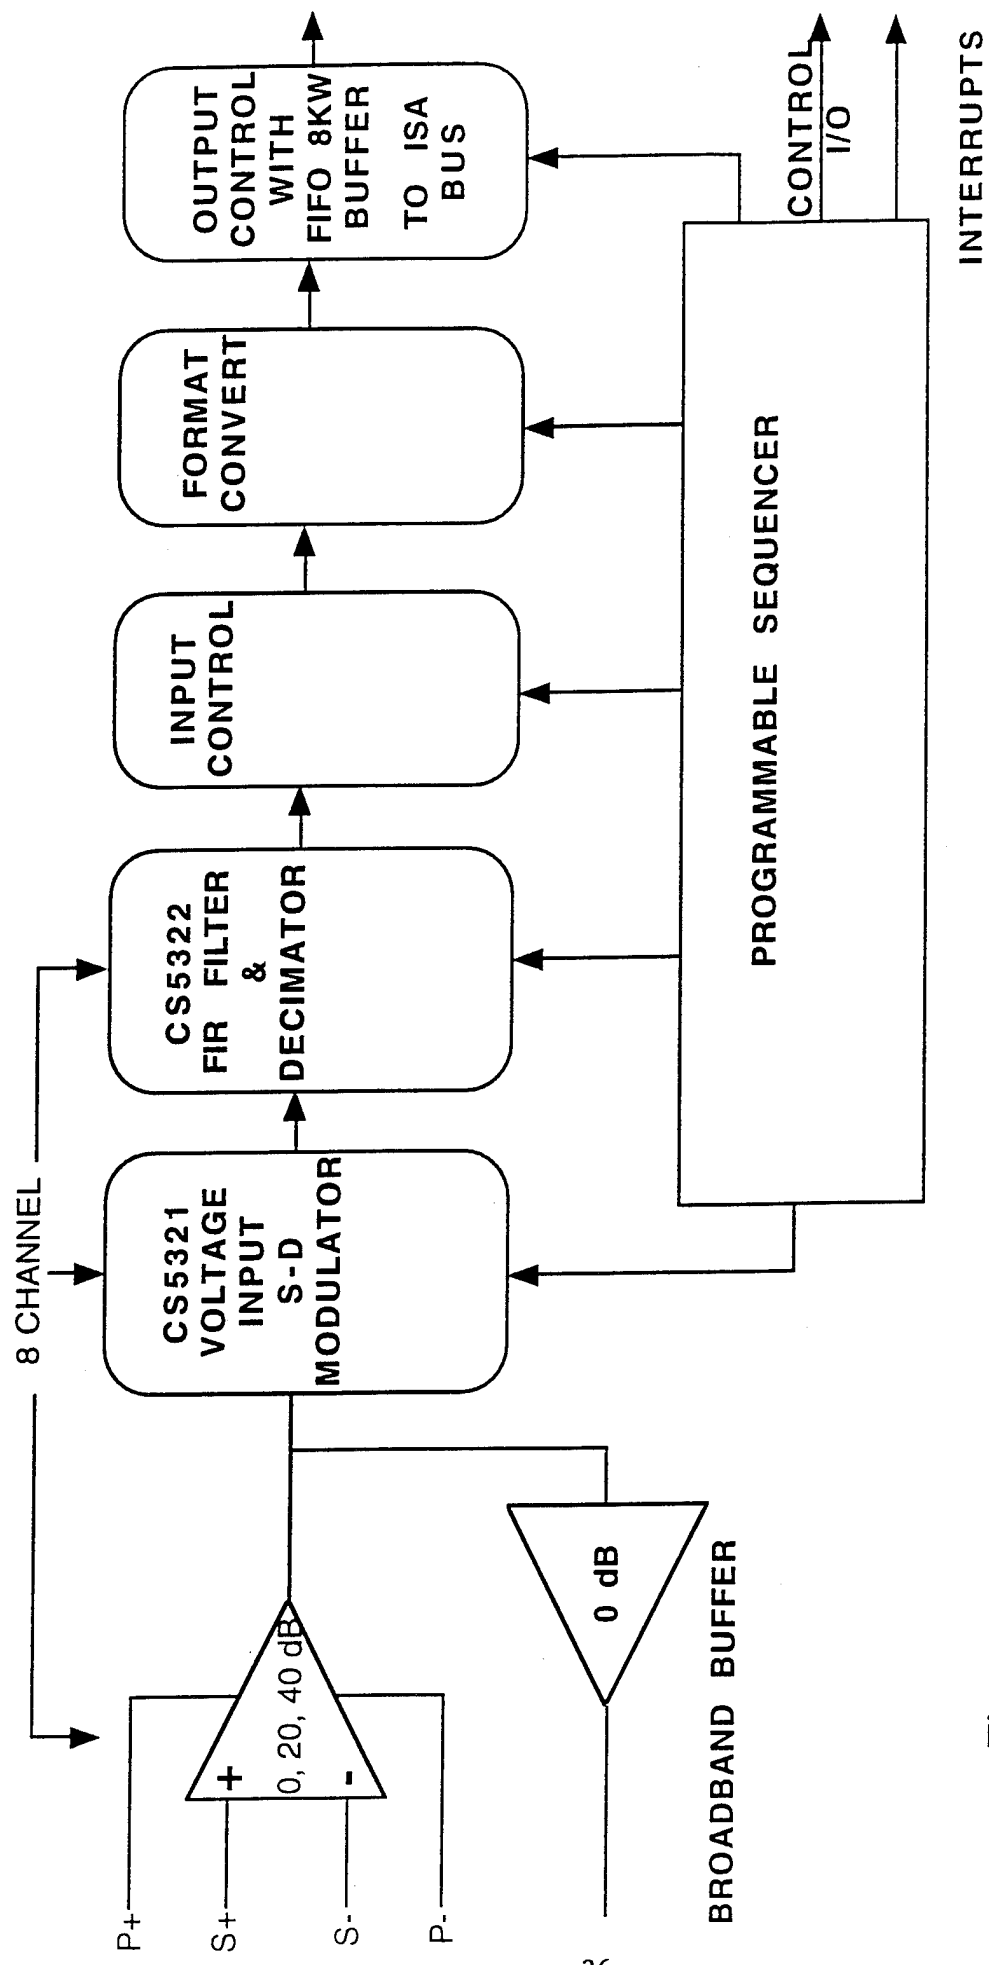 8 CHANNEL
P+
S+
S-
P-
+
-
0, 20, 40 dB
0 dB
BROADBAND BUFFER
CS5321
VOLTAGE
INPUT
S-D
MODULATOR
CS5322
FIR FILTER
&
DECIMATOR
INPUT
CONTROL
FORMAT
CONVERT
OUTPUT
CONTROL
WITH
FIFO 8KW
BUFFER
TO ISA
BUS
PROGRAMMABLE SEQUENCER
CONTROL
I/O
INTERRUPTS